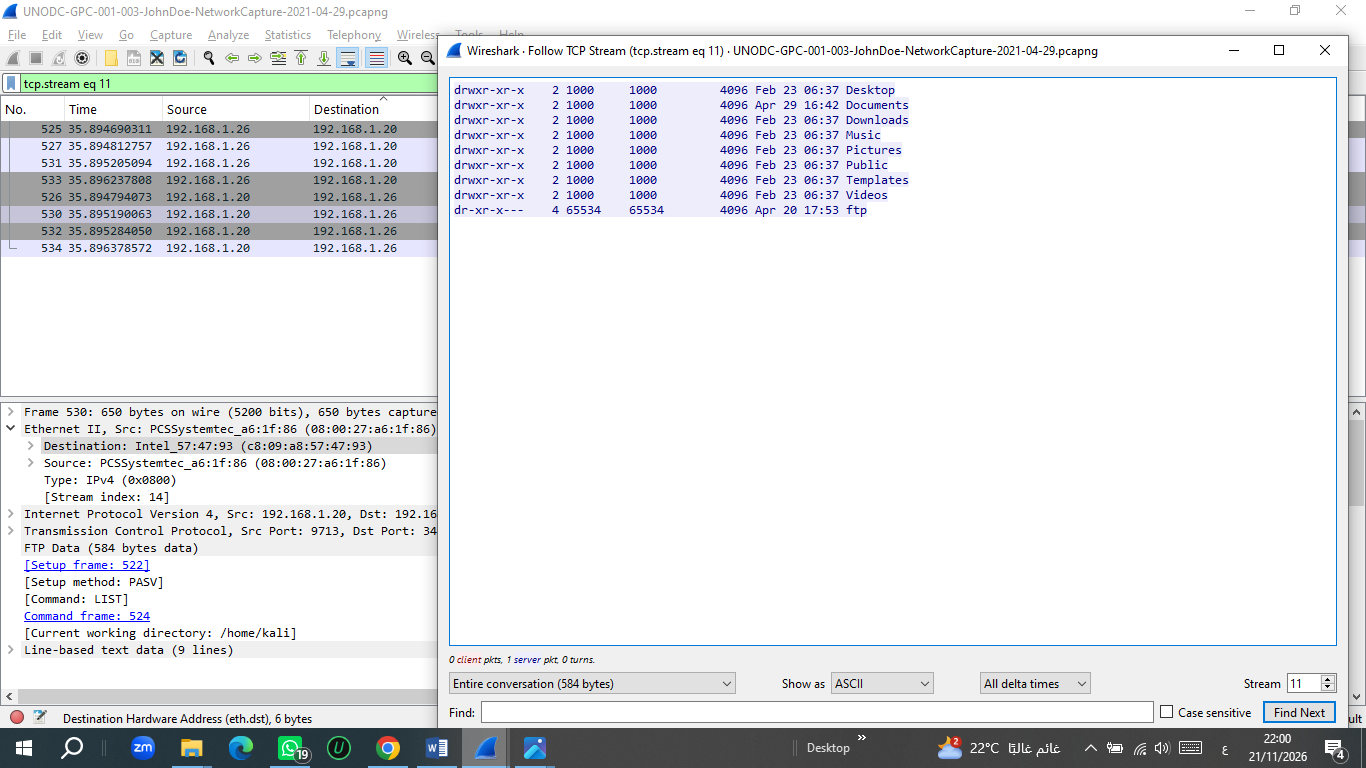 UNODC-GPC-001-003-JohnDoe-NetworkCapture-2021-04-29.pcapng
File Edit View Go Capture Analyze Statistics Telephony Wireless Tools Help
tcp.stream eq 11
No. Time Source Destination
525 35.894690311 192.168.1.26 192.168.1.20
527 35.894812757 192.168.1.26 192.168.1.20
531 35.895205094 192.168.1.26 192.168.1.20
533 35.896237808 192.168.1.26 192.168.1.20
526 35.894794073 192.168.1.20 192.168.1.26
530 35.895190063 192.168.1.20 192.168.1.26
532 35.895284050 192.168.1.20 192.168.1.26
534 35.896378572 192.168.1.20 192.168.1.26
Frame 530: 650 bytes on wire (5200 bits), 650 bytes capture
Ethernet II, Src: PCSSystemtec_a6:1f:86 (08:00:27:a6:1f:86)
Destination: Intel_57:47:93 (c8:09:a8:57:47:93)
Source: PCSSystemtec_a6:1f:86 (08:00:27:a6:1f:86)
Type: IPv4 (0x0800)
[Stream index: 14]
Internet Protocol Version 4, Src: 192.168.1.20, Dst: 192.16
Transmission Control Protocol, Src Port: 9713, Dst Port: 34
FTP Data (584 bytes data)
[Setup frame: 522]
[Setup method: PASV]
[Command: LIST]
Command frame: 524
[Current working directory: /home/kali]
Line-based text data (9 lines)
Destination Hardware Address (eth.dst), 6 bytes
ult
Wireshark · Follow TCP Stream (tcp.stream eq 11) · UNODC-GPC-001-003-JohnDoe-NetworkCapture-2021-04-29.pcapng
drwxr-xr-x 2 1000 1000 4096 Feb 23 06:37 Desktop
drwxr-xr-x 2 1000 1000 4096 Apr 29 16:42 Documents
drwxr-xr-x 2 1000 1000 4096 Feb 23 06:37 Downloads
drwxr-xr-x 2 1000 1000 4096 Feb 23 06:37 Music
drwxr-xr-x 2 1000 1000 4096 Feb 23 06:37 Pictures
drwxr-xr-x 2 1000 1000 4096 Feb 23 06:37 Public
drwxr-xr-x 2 1000 1000 4096 Feb 23 06:37 Templates
drwxr-xr-x 2 1000 1000 4096 Feb 23 06:37 Videos
dr-xr-x--- 4 65534 65534 4096 Apr 20 17:53 ftp
0 client pkts, 1 server pkt, 0 turns.
Entire conversation (584 bytes) Show as ASCII All delta times Stream 11
Find: Case sensitive Find Next
zm 19 U W Desktop » 2 22°C غائم غالبًا ع 22:00 4
21/11/2026